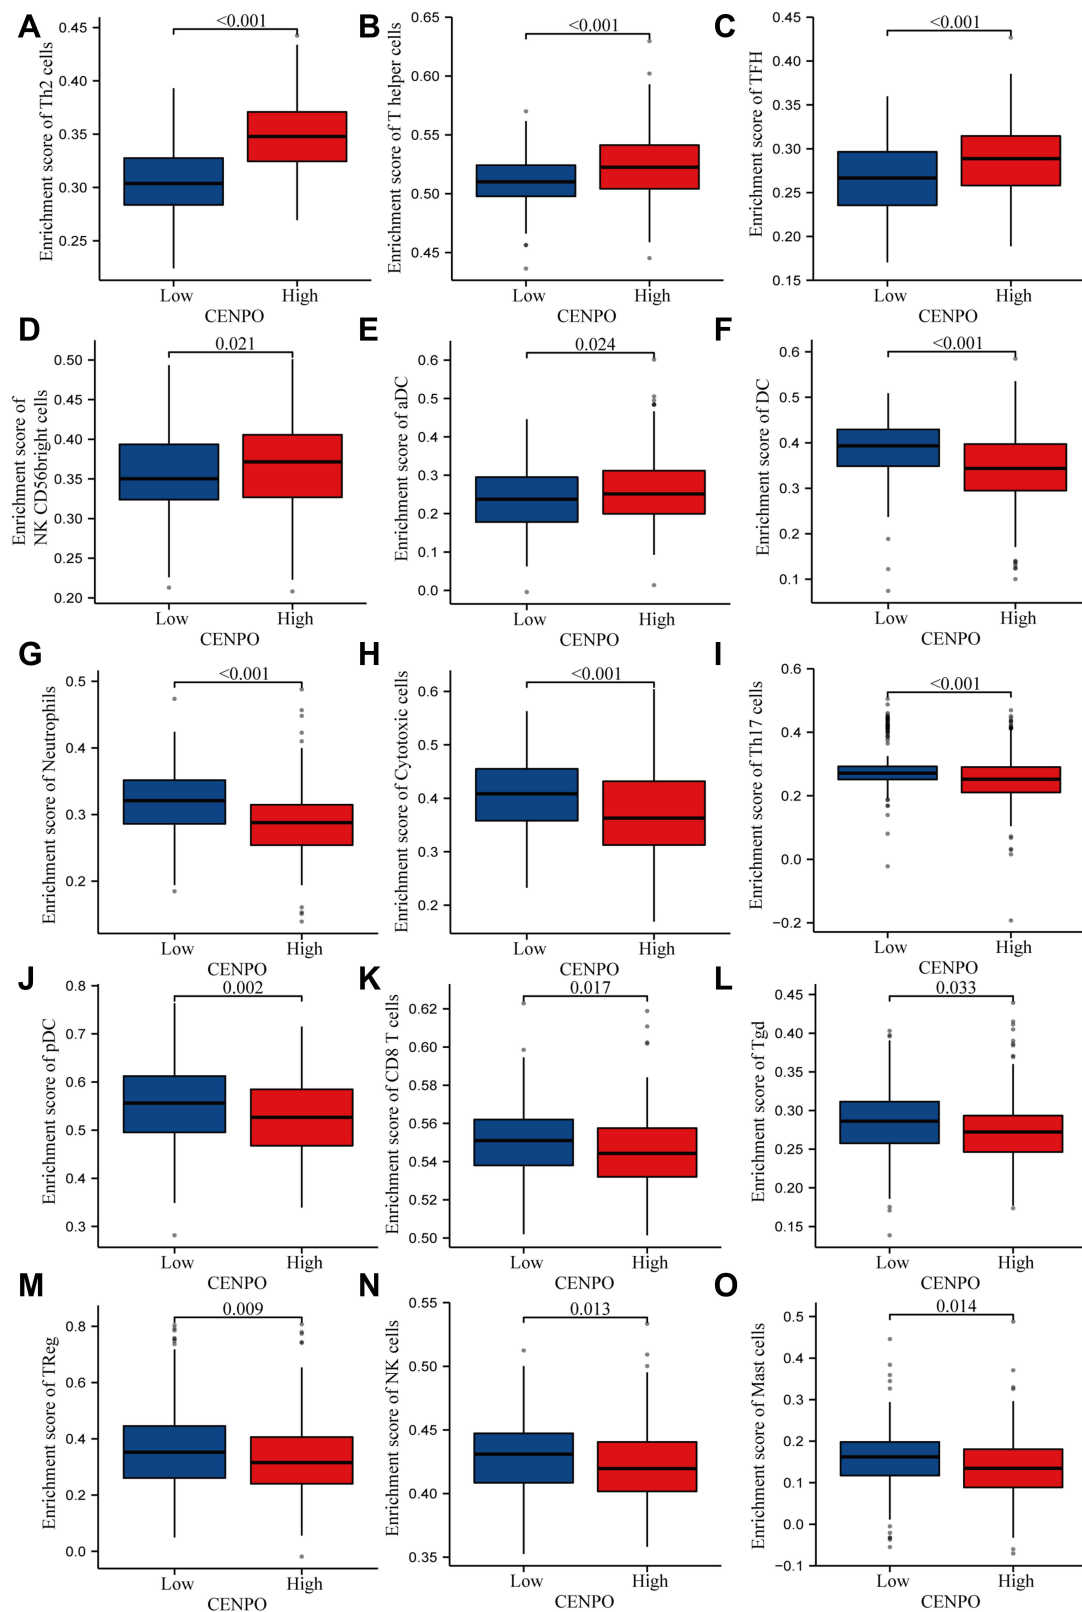 A
Enrichment score of Th2 cells
0.45
0.40
0.35
0.30
0.25
<0.001
Low
High
CENPO
B
Enrichment score of T helper cells
0.65
0.60
0.55
0.50
0.45
<0.001
Low
High
CENPO
C
Enrichment score of TFH
0.45
0.40
0.35
0.30
0.25
0.20
0.15
<0.001
Low
High
CENPO
D
Enrichment score of
NK CD56bright cells
0.50
0.45
0.40
0.35
0.30
0.25
0.20
0.021
Low
High
CENPO
E
Enrichment score of aDC
0.6
0.5
0.4
0.3
0.2
0.1
0.0
0.024
Low
High
CENPO
F
Enrichment score of DC
0.6
0.5
0.4
0.3
0.2
0.1
<0.001
Low
High
CENPO
G
Enrichment score of Neutrophils
0.5
0.4
0.3
0.2
<0.001
Low
High
CENPO
H
Enrichment score of Cytotoxic cells
0.6
0.5
0.4
0.3
0.2
<0.001
Low
High
CENPO
I
Enrichment score of Th17 cells
0.6
0.4
0.2
0.0
−0.2
<0.001
Low
High
CENPO
J
Enrichment score of pDC
0.8
0.7
0.6
0.5
0.4
0.3
0.002
Low
High
CENPO
K
Enrichment score of CD8 T cells
0.62
0.60
0.58
0.56
0.54
0.52
0.50
0.017
Low
High
CENPO
L
Enrichment score of Tgd
0.45
0.40
0.35
0.30
0.25
0.20
0.15
0.033
Low
High
CENPO
M
Enrichment score of TReg
0.8
0.6
0.4
0.2
0.0
0.009
Low
High
CENPO
N
Enrichment score of NK cells
0.55
0.50
0.45
0.40
0.35
0.013
Low
High
CENPO
O
Enrichment score of Mast cells
0.5
0.4
0.3
0.2
0.1
0.0
−0.1
0.014
Low
High
CENPO